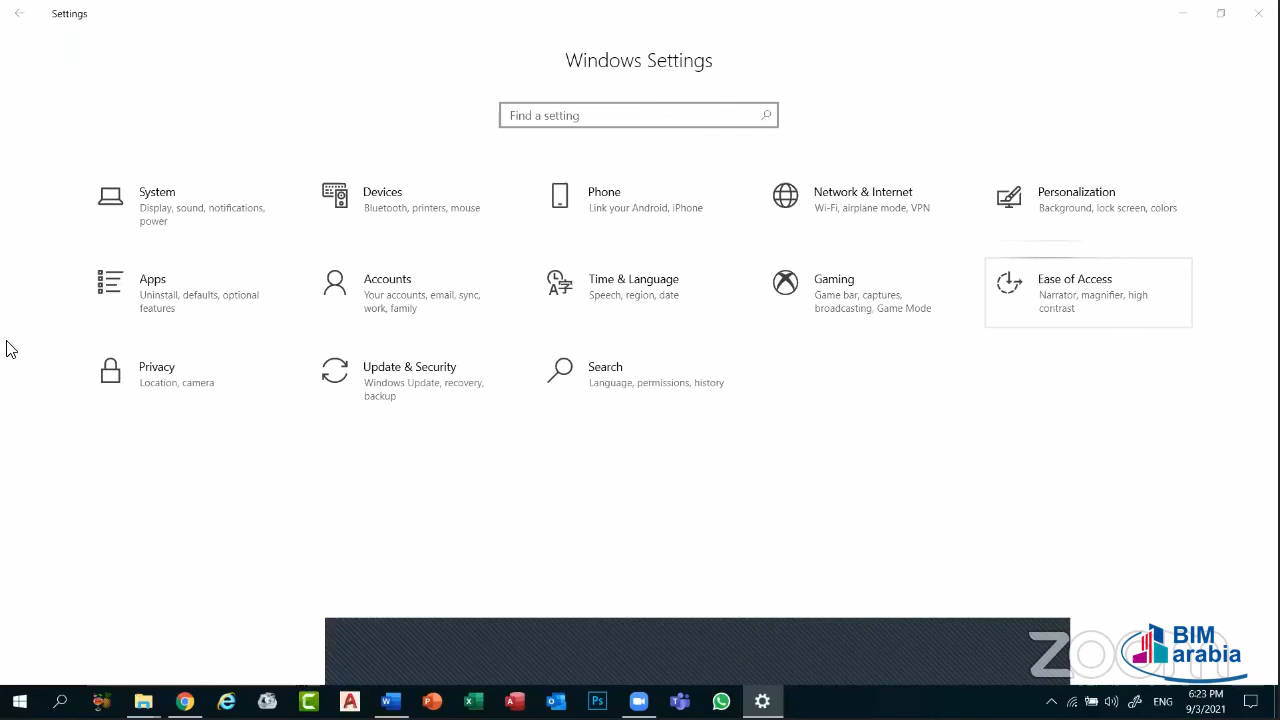 Settings
Windows Settings
Find a setting
System
Display, sound, notifications,
power
Devices
Bluetooth, printers, mouse
Phone
Link your Android, iPhone
Network & Internet
Wi-Fi, airplane mode, VPN
Personalization
Background, lock screen, colors
Apps
Uninstall, defaults, optional
features
Accounts
Your accounts, email, sync,
work, family
Time & Language
Speech, region, date
Gaming
Game bar, captures,
broadcasting, Game Mode
Ease of Access
Narrator, magnifier, high
contrast
Privacy
Location, camera
Update & Security
Windows Update, recovery,
backup
Search
Language, permissions, history
zoom
BIM
arabia
ENG
6:23 PM
9/3/2021